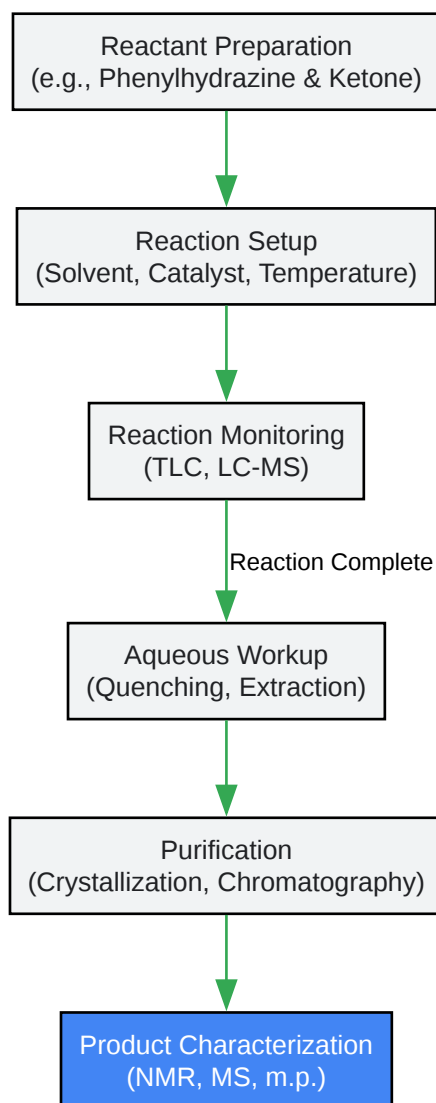 Reactant Preparation
(e.g., Phenylhydrazine & Ketone)
Reaction Setup
(Solvent, Catalyst, Temperature)
Reaction Monitoring
(TLC, LC-MS)
Reaction Complete
Aqueous Workup
(Quenching, Extraction)
Purification
(Crystallization, Chromatography)
Product Characterization
(NMR, MS, m.p.)